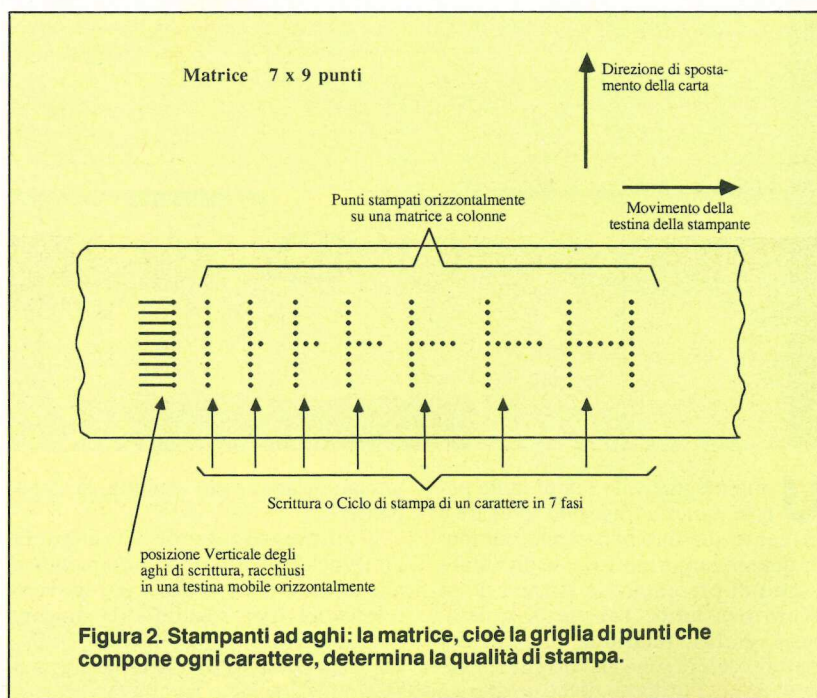 Matrice 7 x 9 punti
Direzione di sposta-
mento della carta
Punti stampati orizzontalmente
su una matrice a colonne
Movimento della
testina della stampante
Scrittura o Ciclo di stampa di un carattere in 7 fasi
posizione Verticale degli
aghi di scrittura, racchiusi
in una testina mobile orizzontalmente
Figura 2. Stampanti ad aghi: la matrice, cioè la griglia di punti che
compone ogni carattere, determina la qualità di stampa.